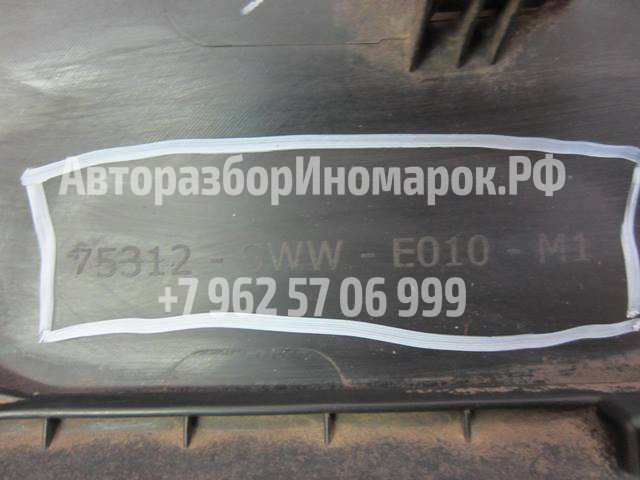 АвторазборИномарок.РФ
75312 - SWW - E010 - M1
+7 962 57 06 999